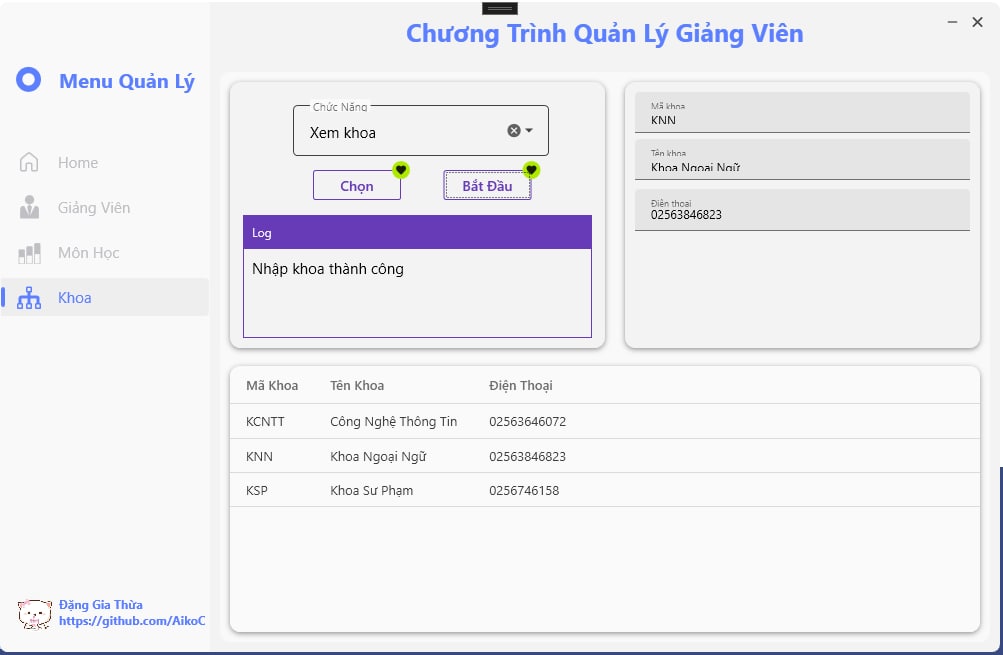 Chương Trình Quản Lý Giảng Viên
Menu Quản Lý
Home
Giảng Viên
Môn Học
Khoa
Đặng Gia Thừa
https://github.com/AikoC
Chức Năng
Xem khoa
Chọn
Bắt Đầu
Log
Nhập khoa thành công
Mã khoa
KNN
Tên khoa
Khoa Ngoại Ngữ
Điện thoại
02563846823
Mã Khoa Tên Khoa Điện Thoại
KCNTT Công Nghệ Thông Tin 02563646072
KNN Khoa Ngoại Ngữ 02563846823
KSP Khoa Sư Phạm 0256746158